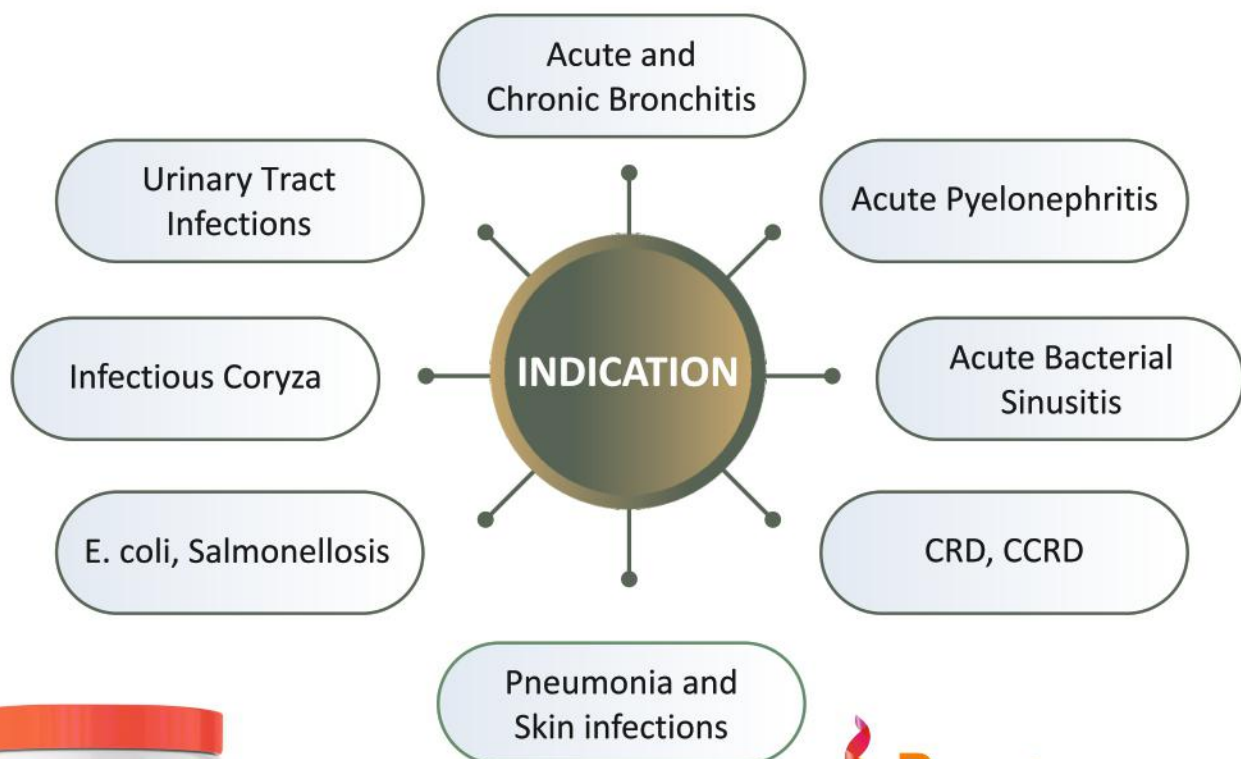 Acute and
Chronic Bronchitis
Urinary Tract
Infections
Acute Pyelonephritis
Infectious Coryza
INDICATION
Acute Bacterial
Sinusitis
E. coli, Salmonellosis
CRD, CCRD
Pneumonia and
Skin infections